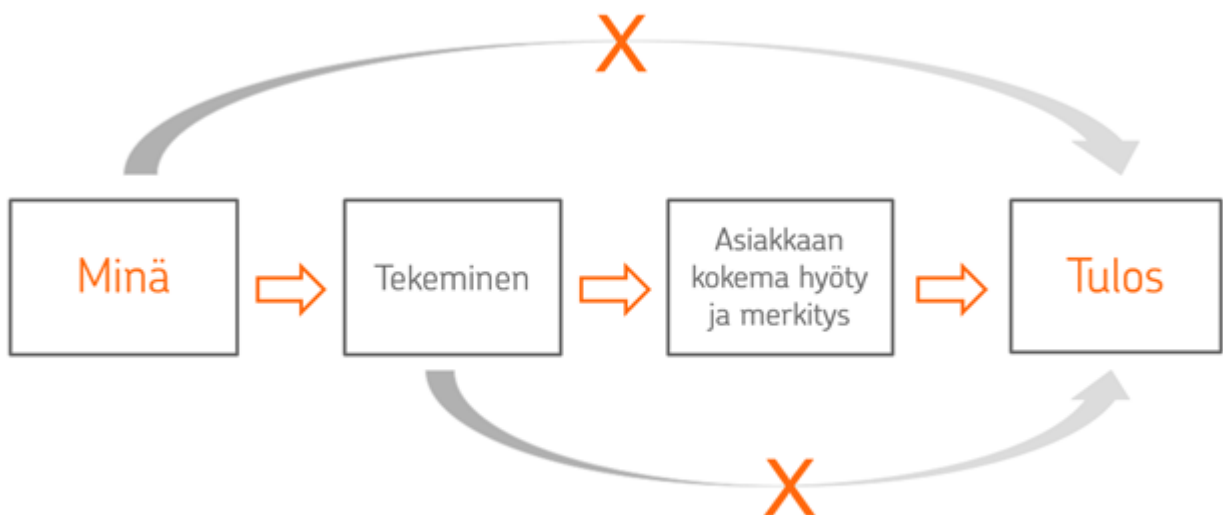 X
Minä
Tekeminen
Asiakkaan
kokema hyöty
ja merkitys
Tulos
X